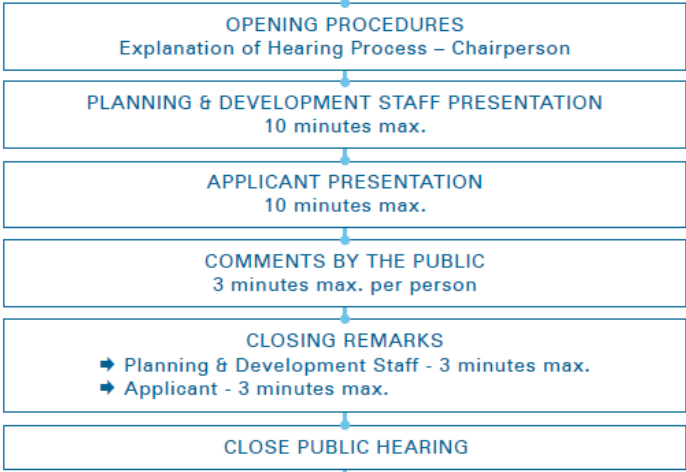 OPENING PROCEDURES
Explanation of Hearing Process – Chairperson
PLANNING & DEVELOPMENT STAFF PRESENTATION
10 minutes max.
APPLICANT PRESENTATION
10 minutes max.
COMMENTS BY THE PUBLIC
3 minutes max. per person
CLOSING REMARKS
➡ Planning & Development Staff - 3 minutes max.
➡ Applicant - 3 minutes max.
CLOSE PUBLIC HEARING